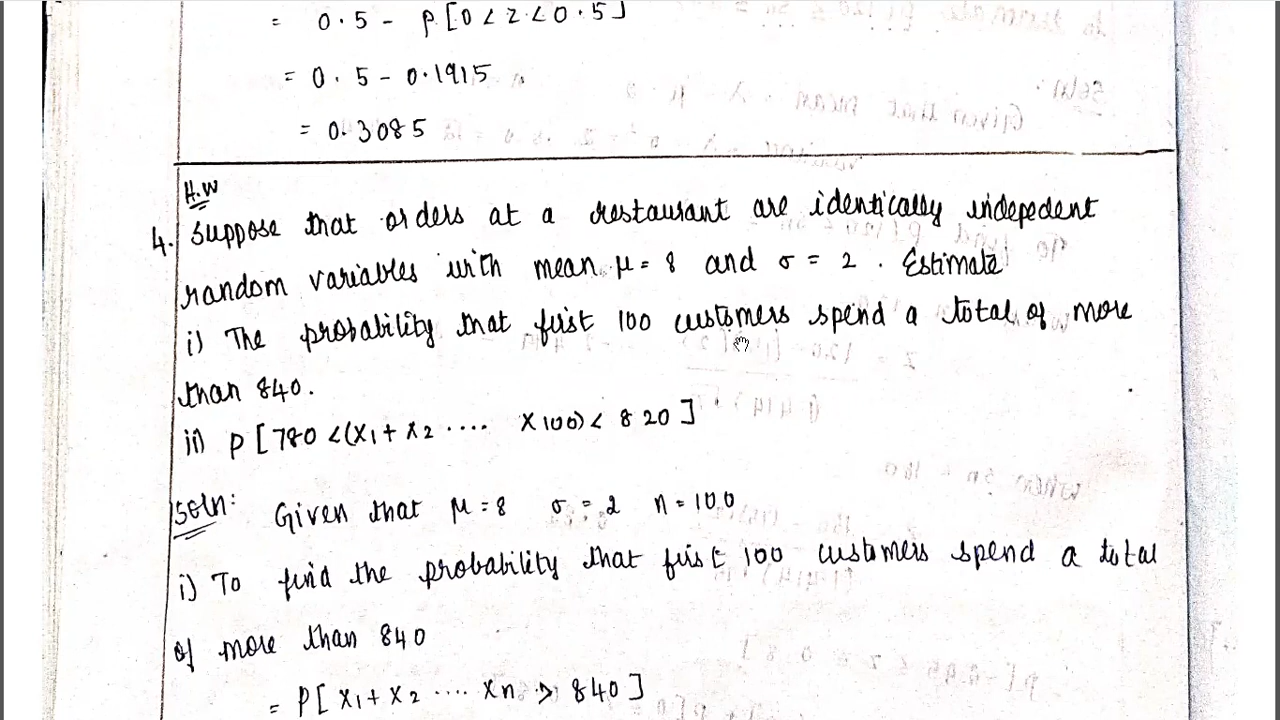 = 0.5 - P[0<z<0.5]
= 0.5 - 0.1915
= 0.3085
H.W
4. Suppose that orders at a restaurant are identically indepedent
random variables with mean μ = 8 and σ = 2. Estimate
i) The probability that first 100 customers spend a total of more
than 840.
ii) P[780<(X1+X2.... X100)<820]
Soln: Given that μ=8 σ=2 n=100
i) To find the probability that first 100 customers spend a total
of more than 840
= P[X1+X2 .... Xn > 840]